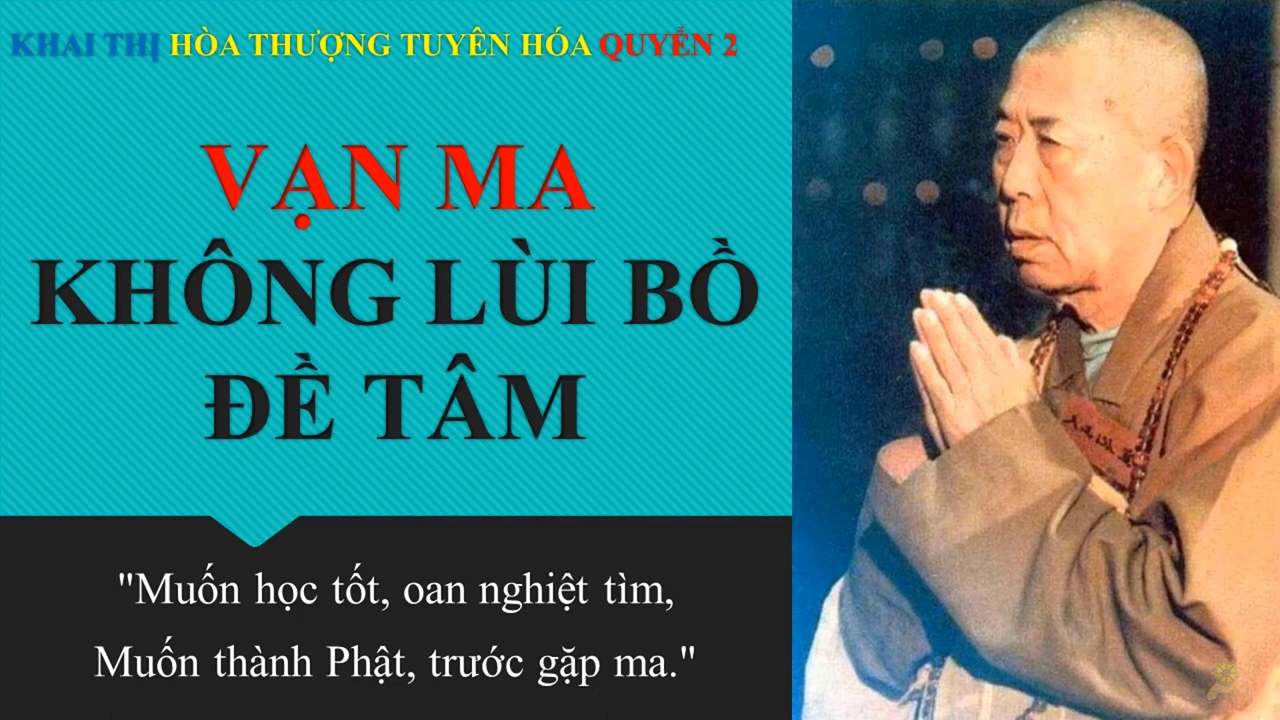 KHAI THỊ HÒA THƯỢNG TUYÊN HÓA QUYỂN 2
VẠN MA
KHÔNG LÙI BỒ
ĐỀ TÂM
"Muốn học tốt, oan nghiệt tìm,
Muốn thành Phật, trước gặp ma."